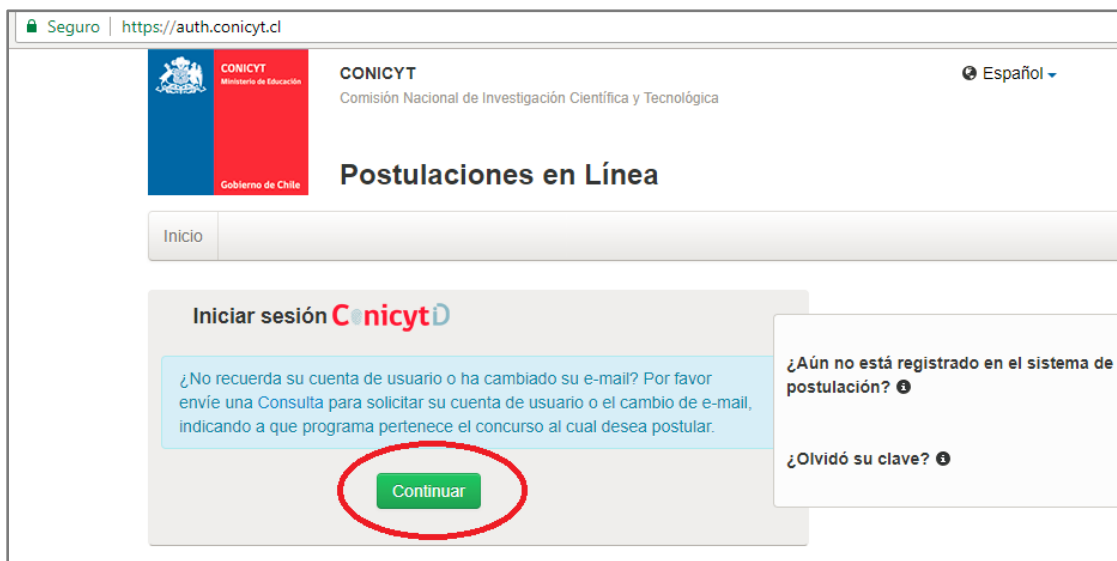 Seguro | https://auth.conicyt.cl
CONICYT
Ministerio de Educación
Gobierno de Chile
CONICYT
Comisión Nacional de Investigación Científica y Tecnológica
Español
Postulaciones en Línea
Inicio
Iniciar sesión ConicytiD
¿No recuerda su cuenta de usuario o ha cambiado su e-mail? Por favor
envíe una Consulta para solicitar su cuenta de usuario o el cambio de e-mail,
indicando a que programa pertenece el concurso al cual desea postular.
Continuar
¿Aún no está registrado en el sistema de
postulación?
¿Olvidó su clave?